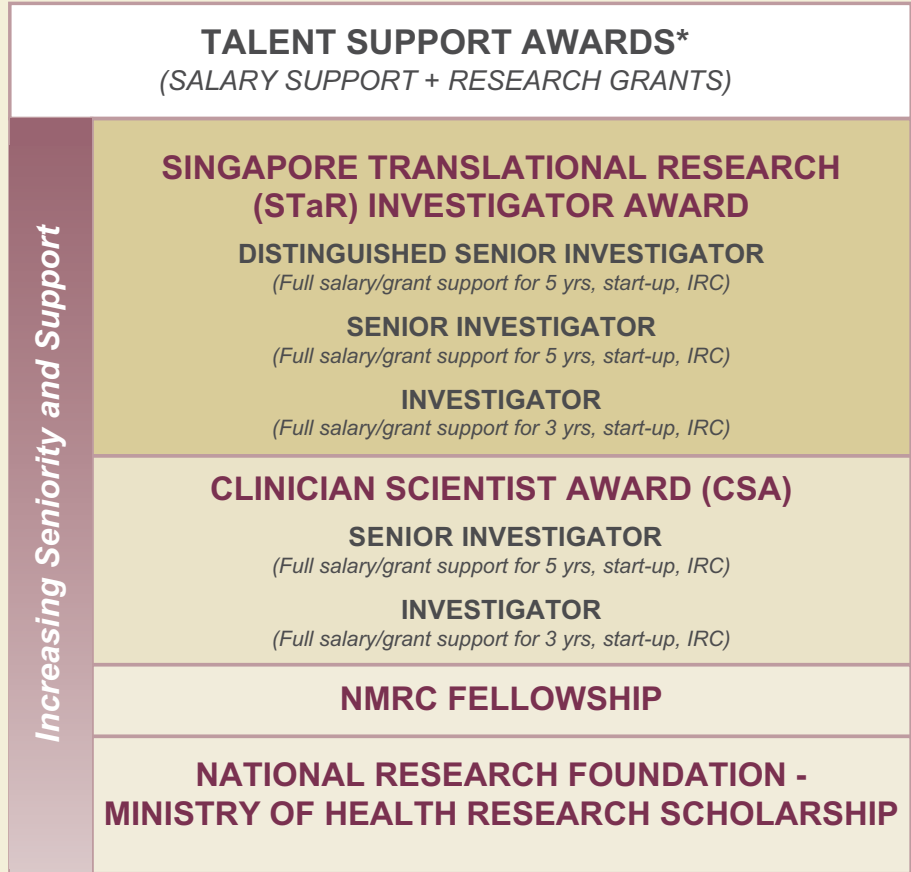 TALENT SUPPORT AWARDS*
(SALARY SUPPORT + RESEARCH GRANTS)
Increasing Seniority and Support
SINGAPORE TRANSLATIONAL RESEARCH
(STaR) INVESTIGATOR AWARD
DISTINGUISHED SENIOR INVESTIGATOR
(Full salary/grant support for 5 yrs, start-up, IRC)
SENIOR INVESTIGATOR
(Full salary/grant support for 5 yrs, start-up, IRC)
INVESTIGATOR
(Full salary/grant support for 3 yrs, start-up, IRC)
CLINICIAN SCIENTIST AWARD (CSA)
SENIOR INVESTIGATOR
(Full salary/grant support for 5 yrs, start-up, IRC)
INVESTIGATOR
(Full salary/grant support for 3 yrs, start-up, IRC)
NMRC FELLOWSHIP
NATIONAL RESEARCH FOUNDATION -
MINISTRY OF HEALTH RESEARCH SCHOLARSHIP